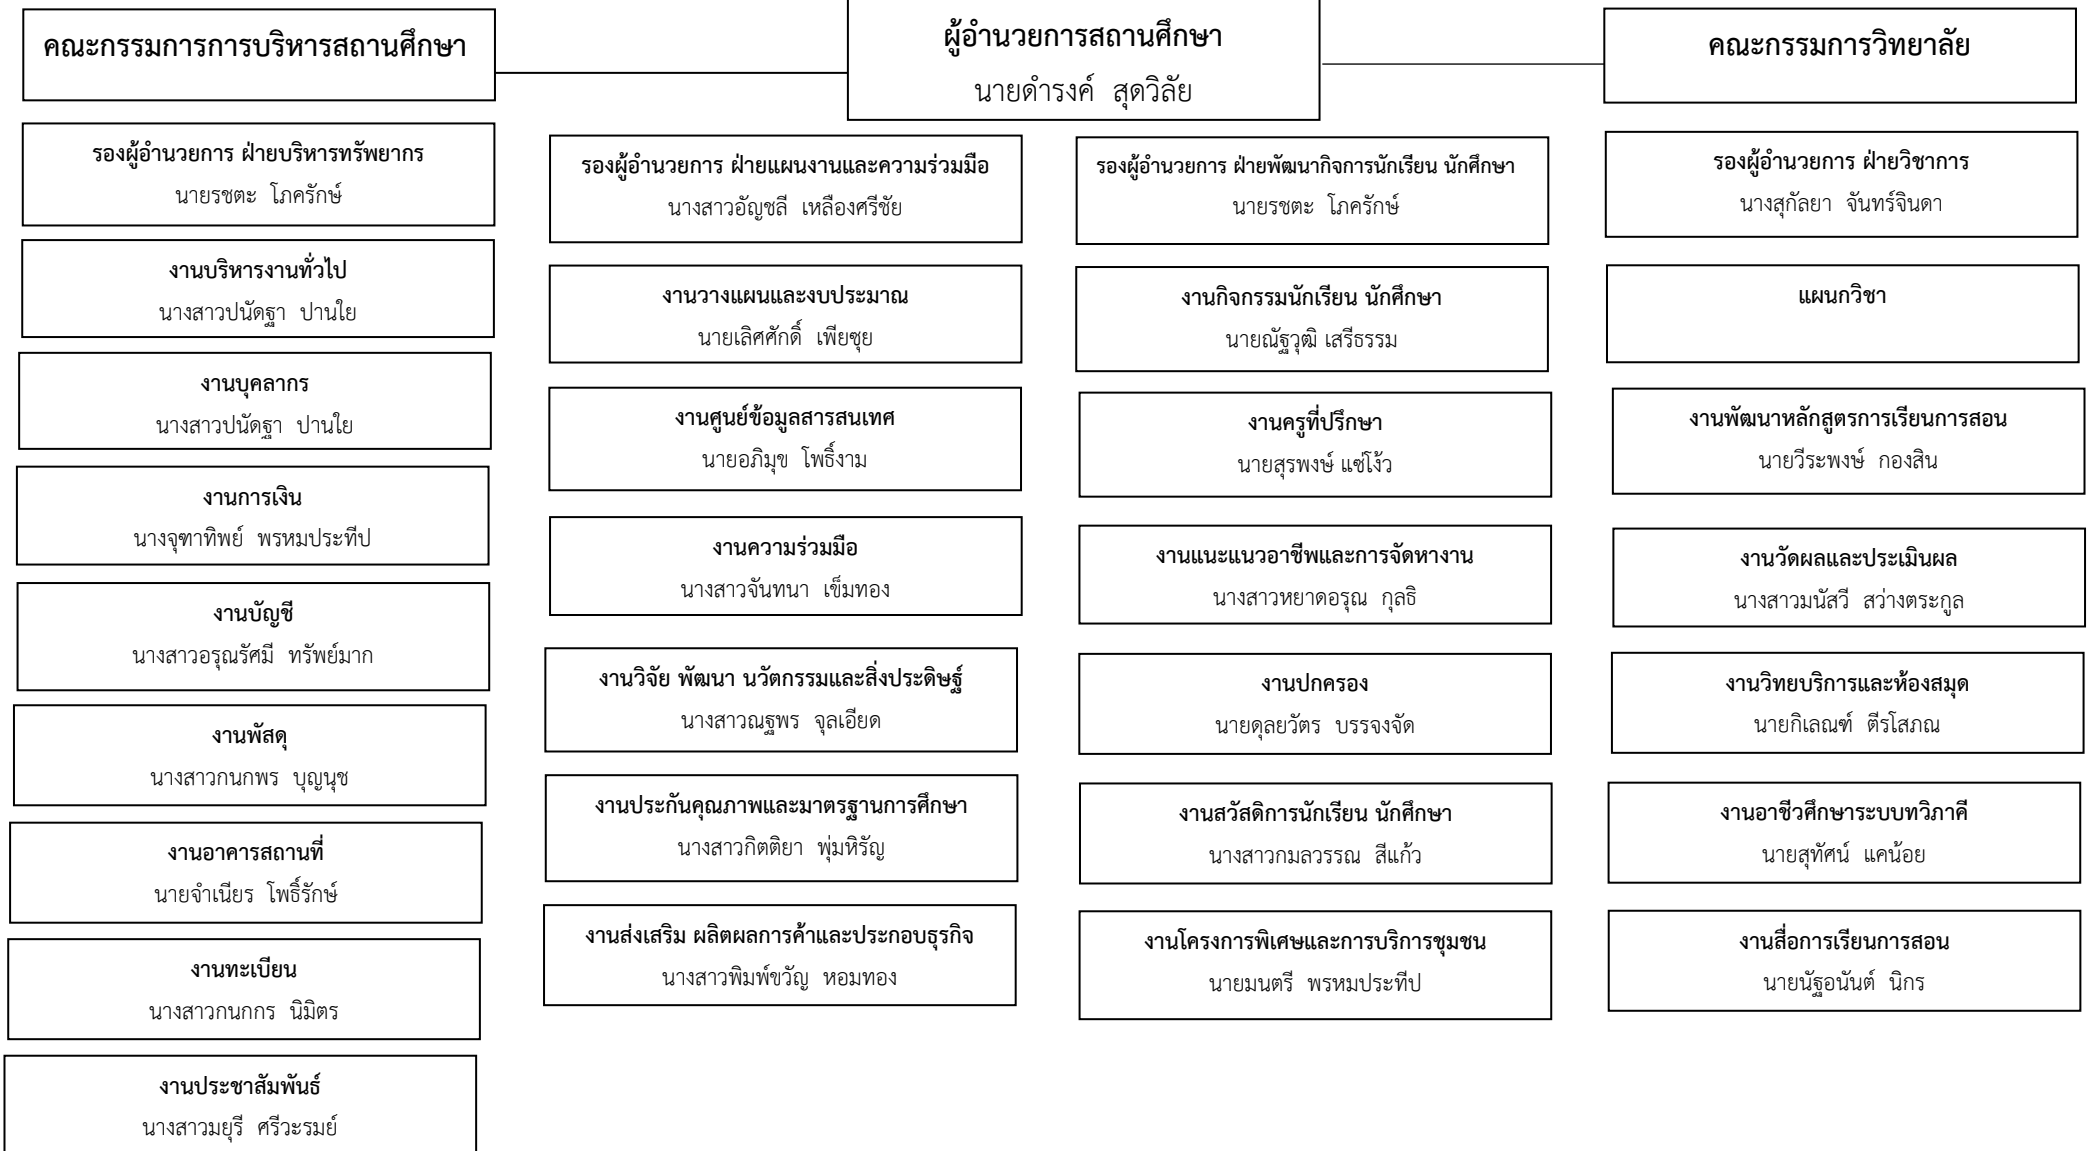 คณะกรรมการการบริหารสถานศึกษา
ผู้อำนวยการสถานศึกษา
นายดำรงค์ สุดวิลัย
คณะกรรมการวิทยาลัย
รองผู้อำนวยการ ฝ่ายบริหารทรัพยากร
นายรชตะ โภครักษ์
งานบริหารงานทั่วไป
นางสาวปนัดฐา ปานใย
งานบุคลากร
นางสาวปนัดฐา ปานใย
งานการเงิน
นางจุฑาทิพย์ พรหมประทีป
งานบัญชี
นางสาวอรุณรัศมี ทรัพย์มาก
งานพัสดุ
นางสาวกนกพร บุญนุช
งานอาคารสถานที่
นายจำเนียร โพธิ์รักษ์
งานทะเบียน
นางสาวกนกกร นิมิตร
งานประชาสัมพันธ์
นางสาวมยุรี ศรีวะรมย์
รองผู้อำนวยการ ฝ่ายแผนงานและความร่วมมือ
นางสาวอัญชลี เหลืองศรีชัย
งานวางแผนและงบประมาณ
นายเลิศศักดิ์ เพียซุย
งานศูนย์ข้อมูลสารสนเทศ
นายอภิมุข โพธิ์งาม
งานความร่วมมือ
นางสาวจันทนา เข็มทอง
งานวิจัย พัฒนา นวัตกรรมและสิ่งประดิษฐ์
นางสาวณฐพร จุลเอียด
งานประกันคุณภาพและมาตรฐานการศึกษา
นางสาวกิตติยา พุ่มหิรัญ
งานส่งเสริม ผลิตผลการค้าและประกอบธุรกิจ
นางสาวพิมพ์ขวัญ หอมทอง
รองผู้อำนวยการ ฝ่ายพัฒนากิจการนักเรียน นักศึกษา
นายรชตะ โภครักษ์
งานกิจกรรมนักเรียน นักศึกษา
นายณัฐวุฒิ เสรีธรรม
งานครูที่ปรึกษา
นายสุรพงษ์ แซ่โง้ว
งานแนะแนวอาชีพและการจัดหางาน
นางสาวหยาดอรุณ กุลธิ
งานปกครอง
นายดุลยวัตร บรรจงจัด
งานสวัสดิการนักเรียน นักศึกษา
นางสาวกมลวรรณ สีแก้ว
งานโครงการพิเศษและการบริการชุมชน
นายมนตรี พรหมประทีป
รองผู้อำนวยการ ฝ่ายวิชาการ
นางสุกัลยา จันทร์จินดา
แผนกวิชา
งานพัฒนาหลักสูตรการเรียนการสอน
นายวีระพงษ์ กองสิน
งานวัดผลและประเมินผล
นางสาวมนัสวี สว่างตระกูล
งานวิทยบริการและห้องสมุด
นายกิเลณฑ์ ตีรโสภณ
งานอาชีวศึกษาระบบทวิภาคี
นายสุทัศน์ แคน้อย
งานสื่อการเรียนการสอน
นายนัฐอนันต์ นิกร